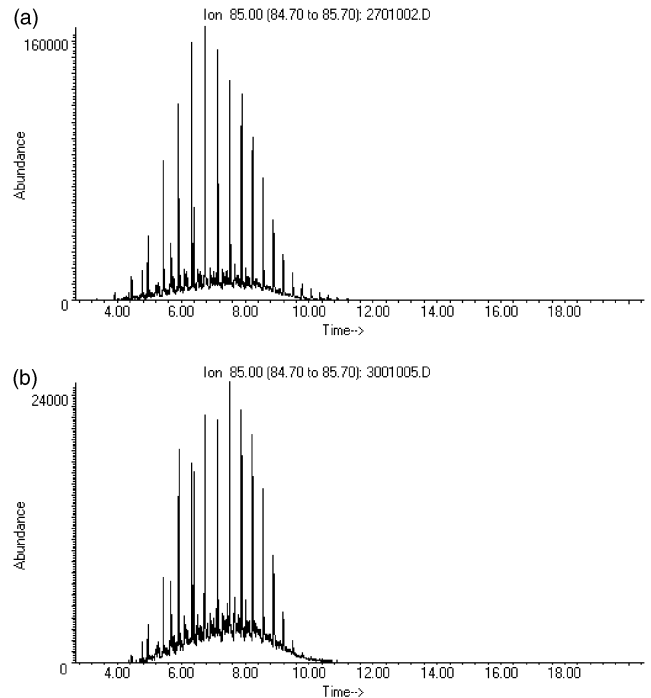 (a)
Ion 85.00 (84.70 to 85.70): 2701002.D
160000
Abundance
0
4.00 6.00 8.00 10.00 12.00 14.00 16.00 18.00
Time-->
(b)
Ion 85.00 (84.70 to 85.70): 3001005.D
24000
Abundance
0
4.00 6.00 8.00 10.00 12.00 14.00 16.00 18.00
Time-->